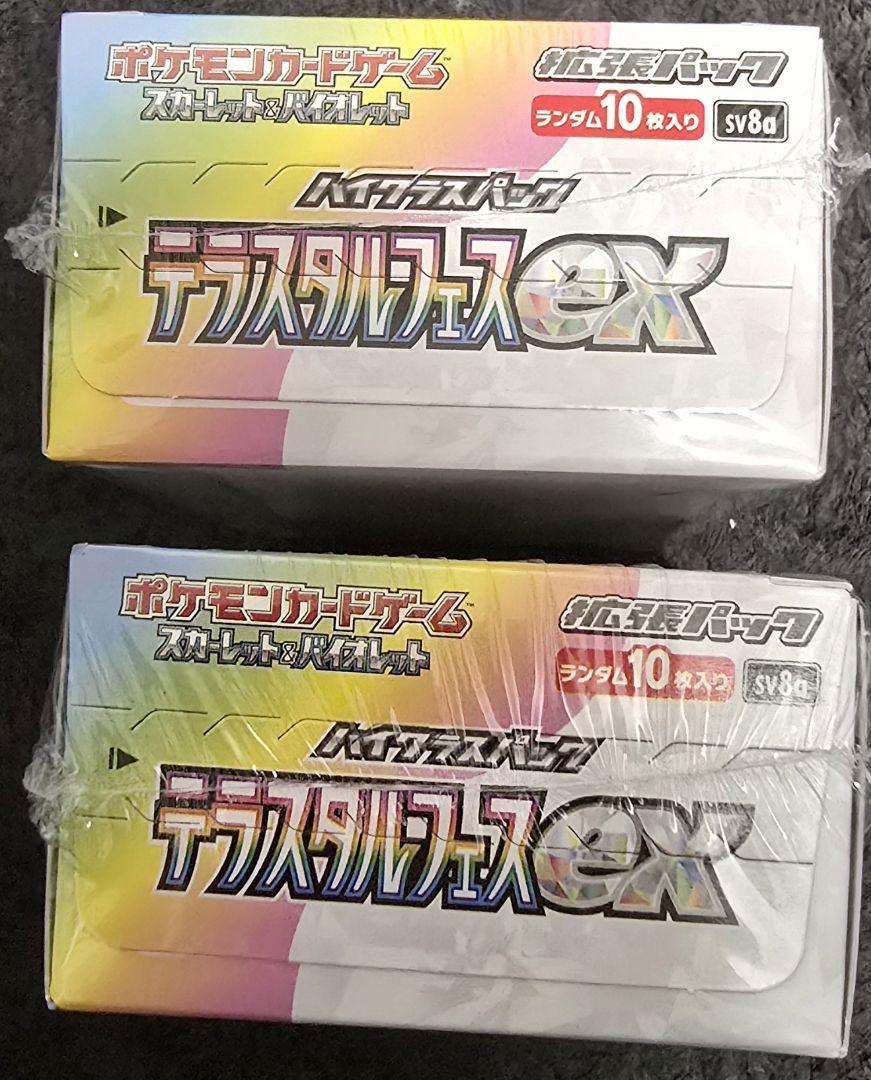 ポケモンカードゲーム™
スカーレット&バイオレット
拡張パック
ランダム10枚入り
SV8a
ハイクラスパック
テラスタルフェスex
ポケモンカードゲーム™
スカーレット&バイオレット
拡張パック
ランダム10枚入り
SV8a
ハイクラスパック
テラスタルフェスex